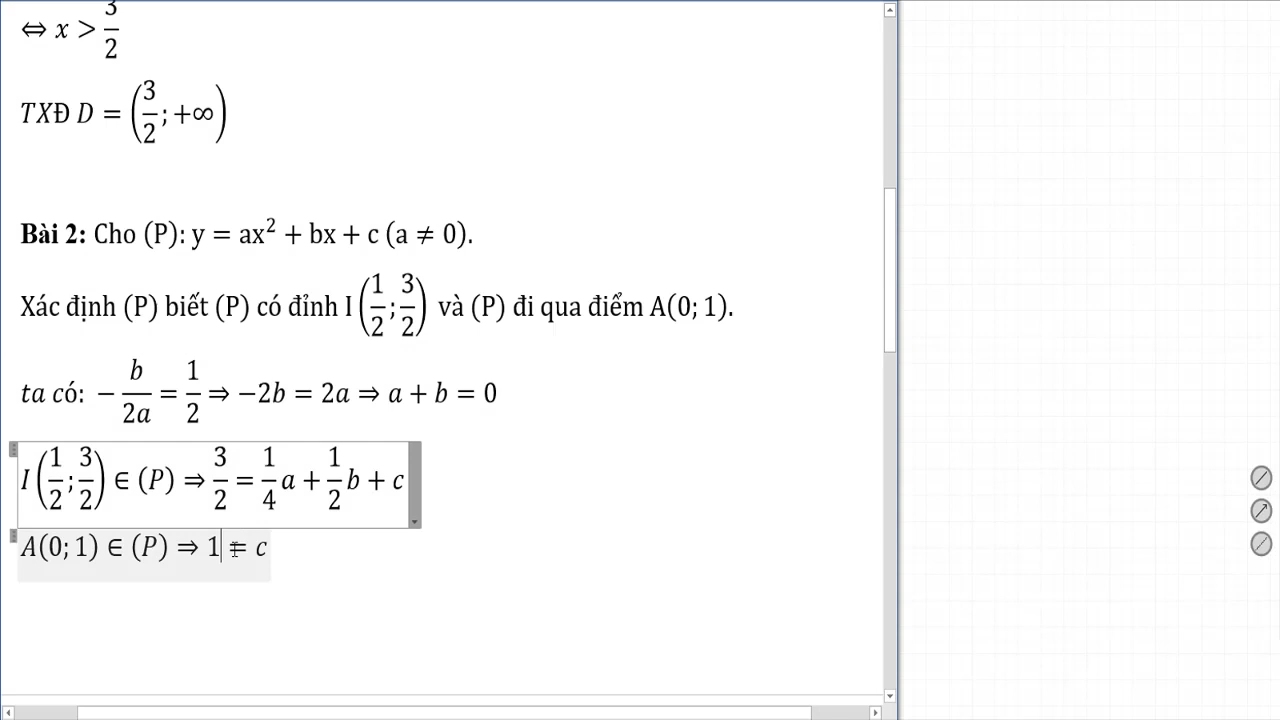 ⇔ x > 3/2
TXĐ D = (3/2; +∞)
Bài 2: Cho (P): y = ax² + bx + c (a ≠ 0).
Xác định (P) biết (P) có đỉnh I (1/2; 3/2) và (P) đi qua điểm A(0; 1).
ta có: − b/2a = 1/2 ⇒ −2b = 2a ⇒ a + b = 0
I (1/2; 3/2) ∈ (P) ⇒ 3/2 = 1/4 a + 1/2 b + c
A(0; 1) ∈ (P) ⇒ 1 = c